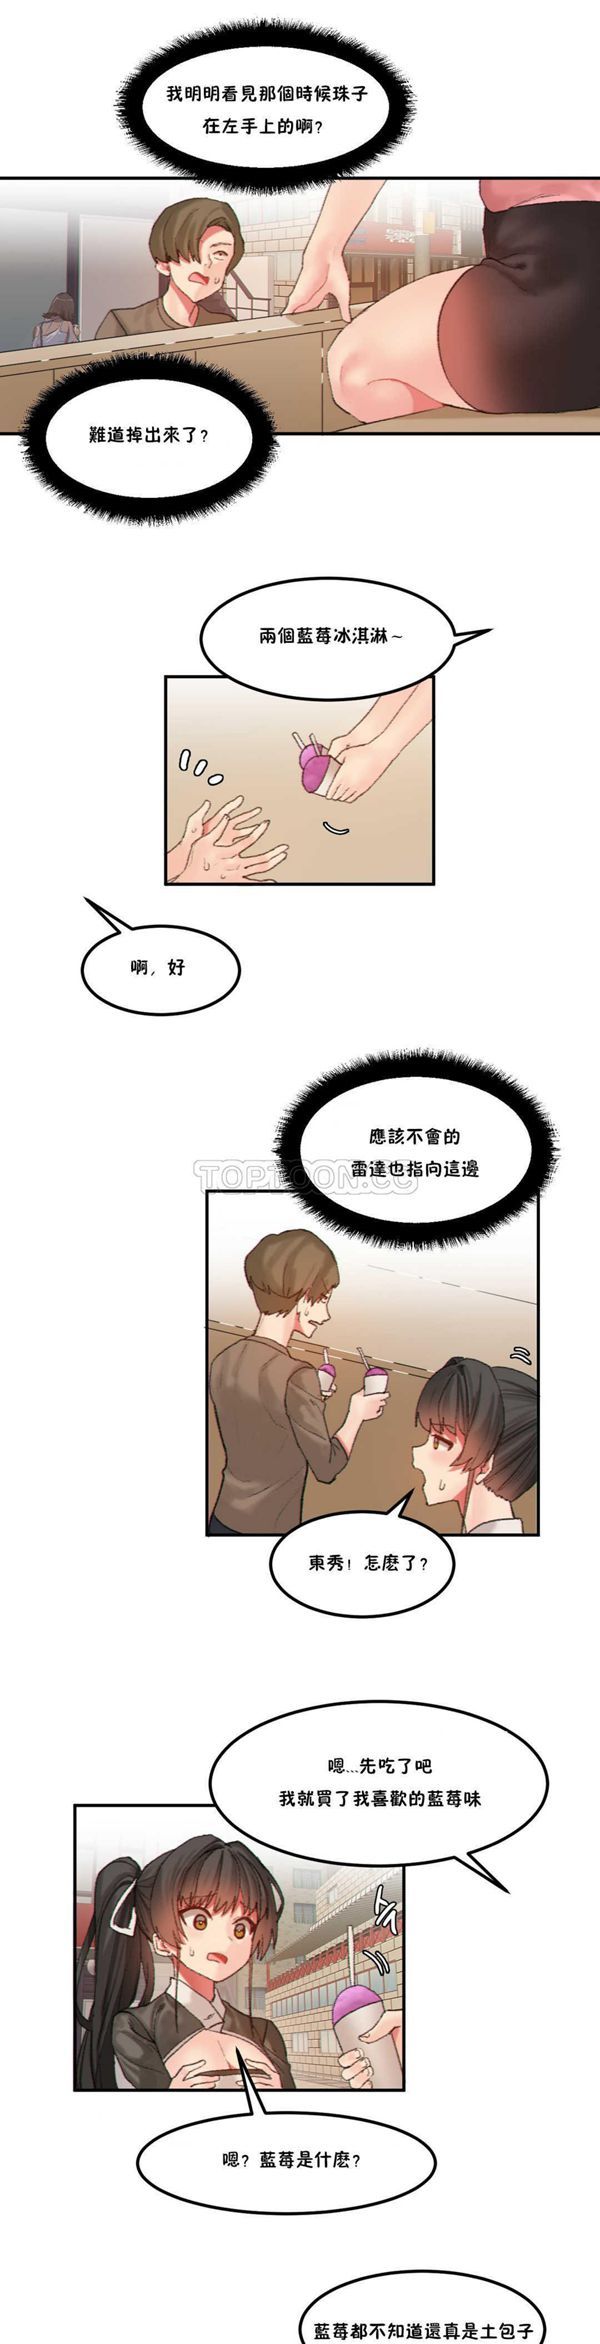 我明明看見那個時候珠子
在左手上的啊?
難道掉出來了?
兩個藍莓冰淇淋~
啊, 好
應該不會的
雷達也指向這邊
TOPTOON.CC
東秀! 怎麽了?
嗯...先吃了吧
我就買了我喜歡的藍莓味
嗯? 藍莓是什麽?
藍莓都不知道還真是土包子